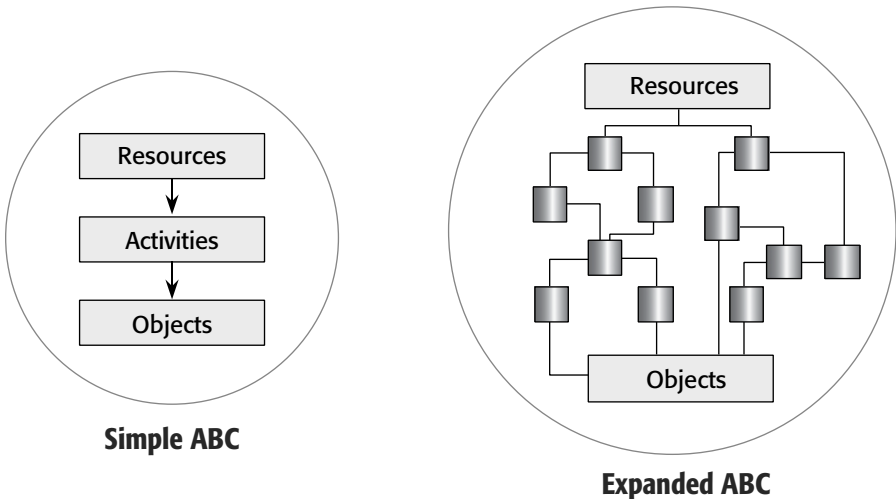 Resources
Activities
Objects
Simple ABC
Resources
Objects
Expanded ABC